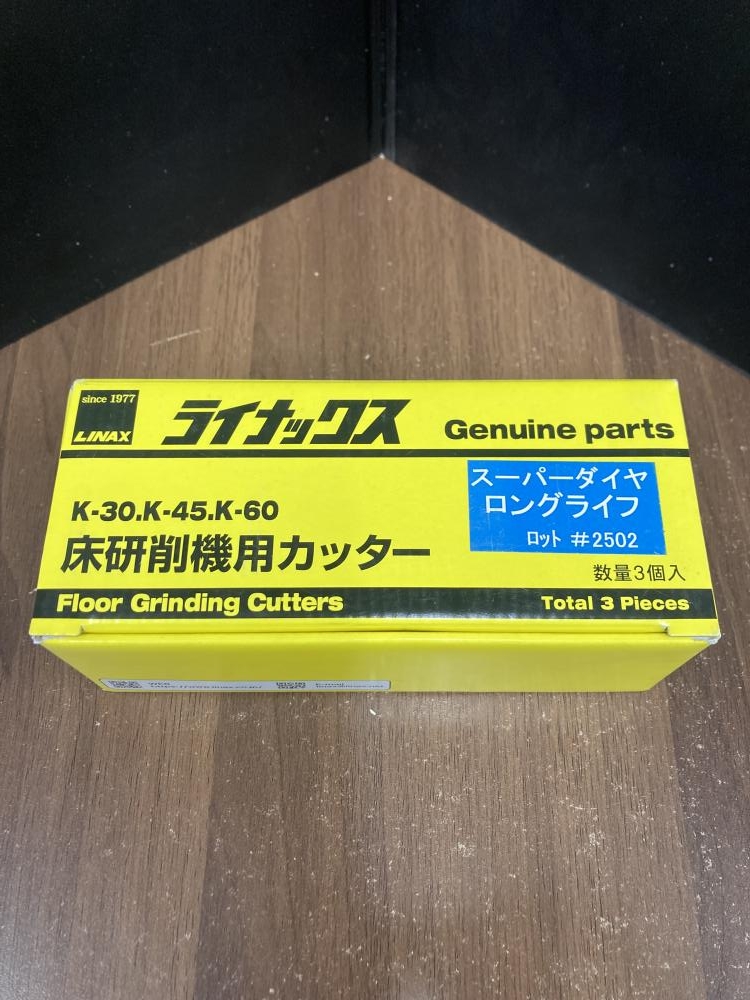 since 1977
LINAX
ライナックス
Genuine parts
スーパーダイヤ
ロングライフ
ロット #2502
K-30.K-45.K-60
床研削機用カッター
数量3個入
Floor Grinding Cutters
Total 3 Pieces